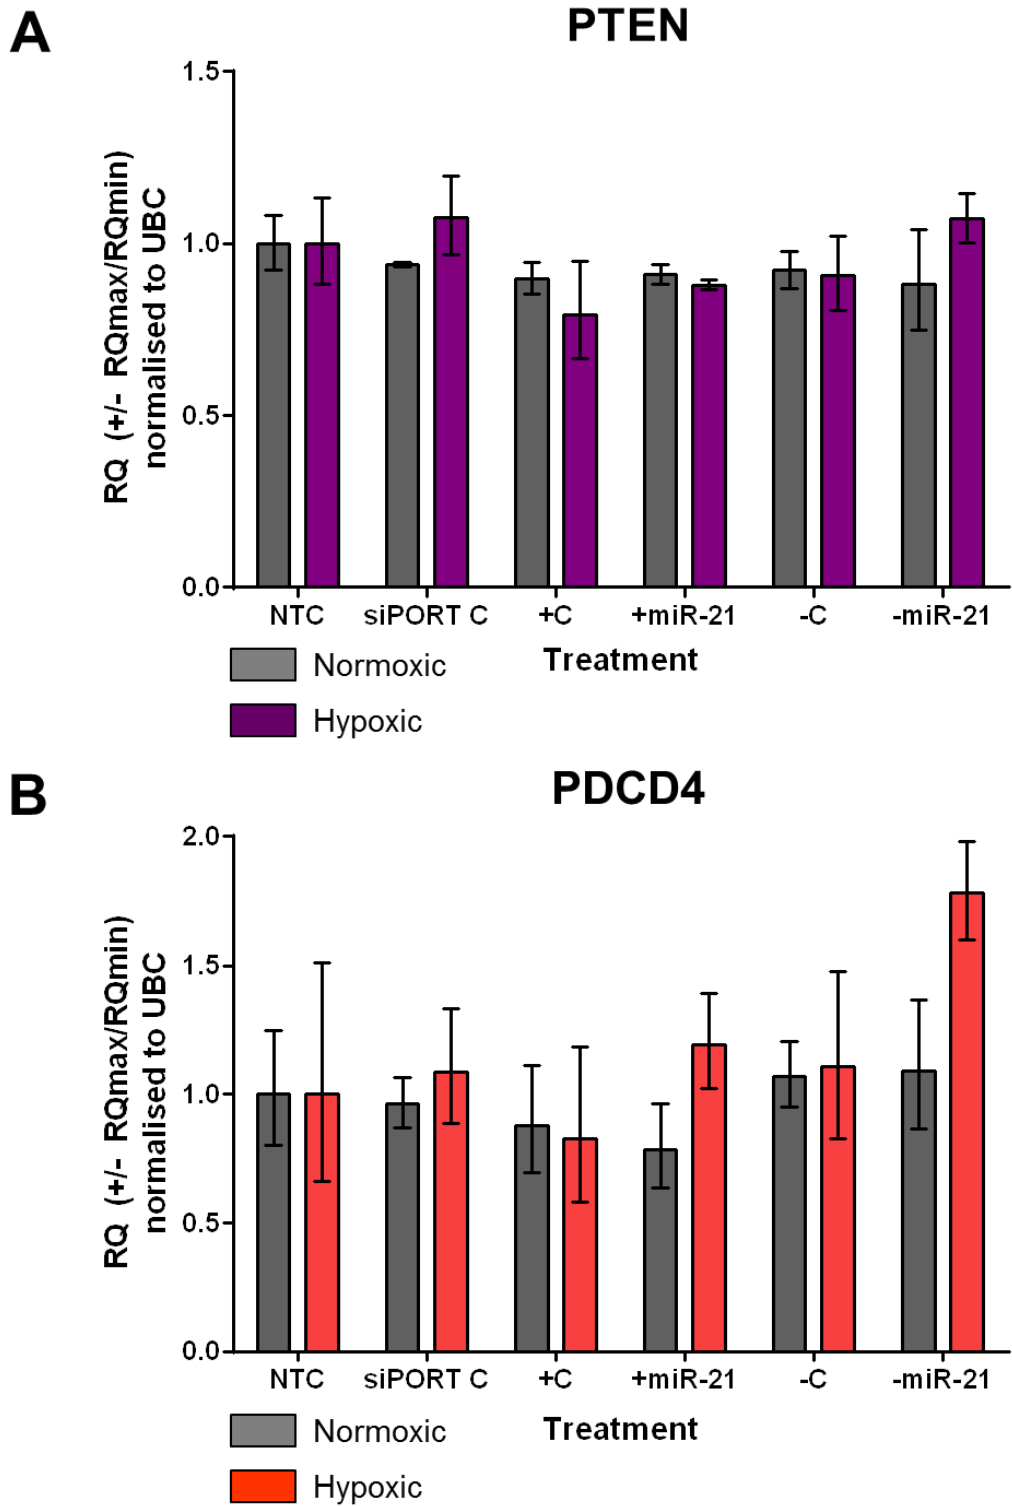 A
PTEN
RQ (+/- RQmax/RQmin)
normalised to UBC
1.5
1.0
0.5
0.0
NTC siPORT C +C +miR-21 -C -miR-21
Treatment
Normoxic
Hypoxic
B
PDCD4
RQ (+/- RQmax/RQmin)
normalised to UBC
2.0
1.5
1.0
0.5
0.0
NTC siPORT C +C +miR-21 -C -miR-21
Treatment
Normoxic
Hypoxic